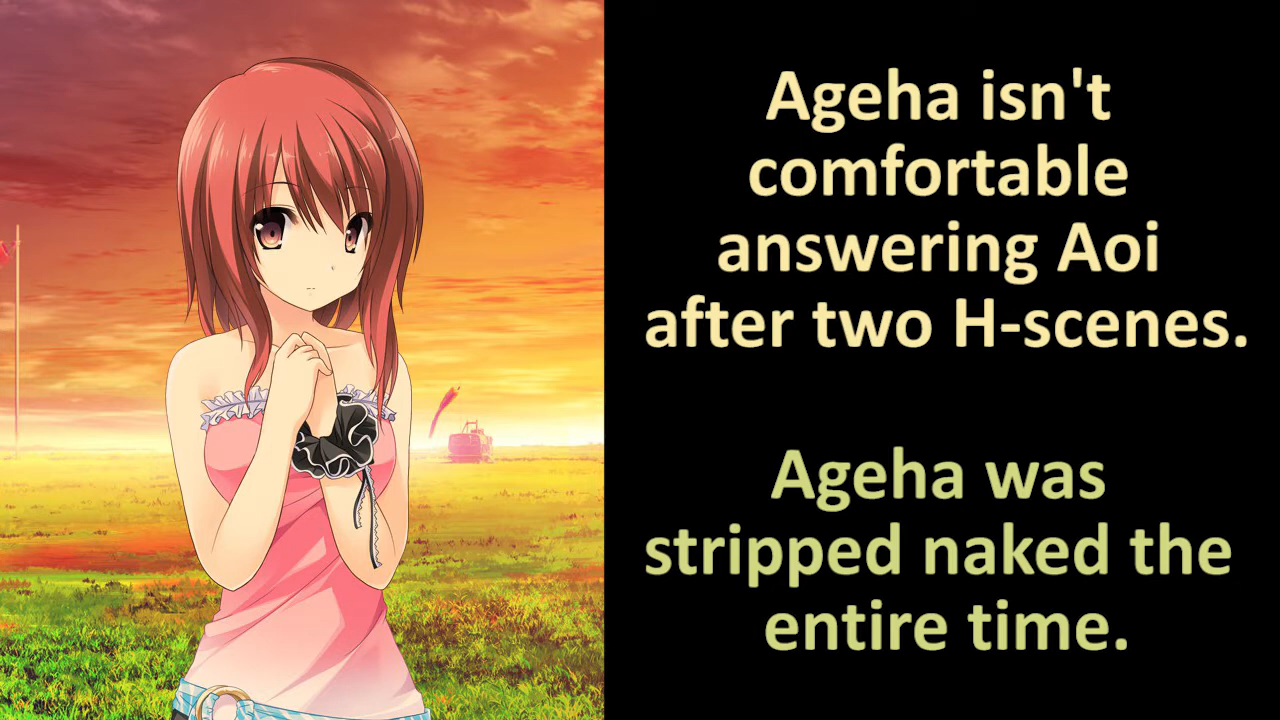 Ageha isn't
comfortable
answering Aoi
after two H-scenes.
Ageha was
stripped naked the
entire time.